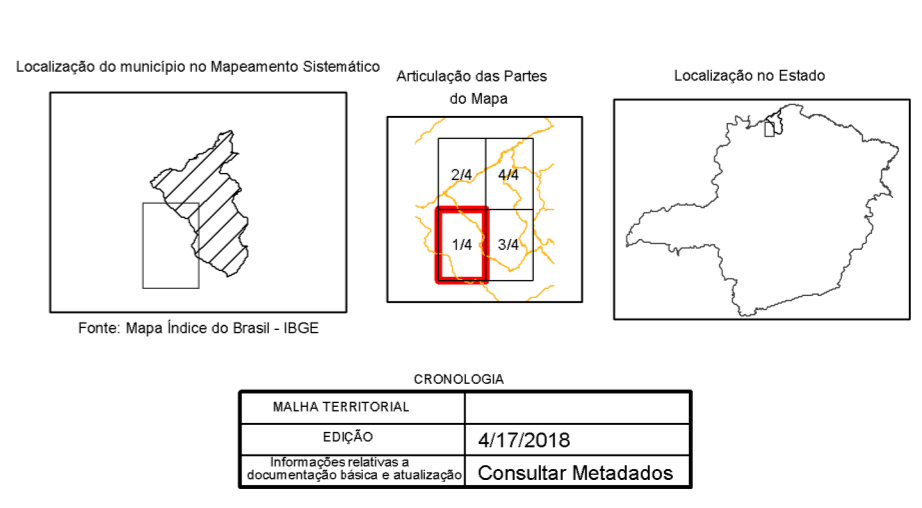 Localização do município no Mapeamento Sistemático
Articulação das Partes
do Mapa
Localização no Estado
2/4
4/4
1/4
3/4
Fonte: Mapa Índice do Brasil - IBGE
CRONOLOGIA
MALHA TERRITORIAL
EDIÇÃO
4/17/2018
Informações relativas a
documentação básica e atualização
Consultar Metadados